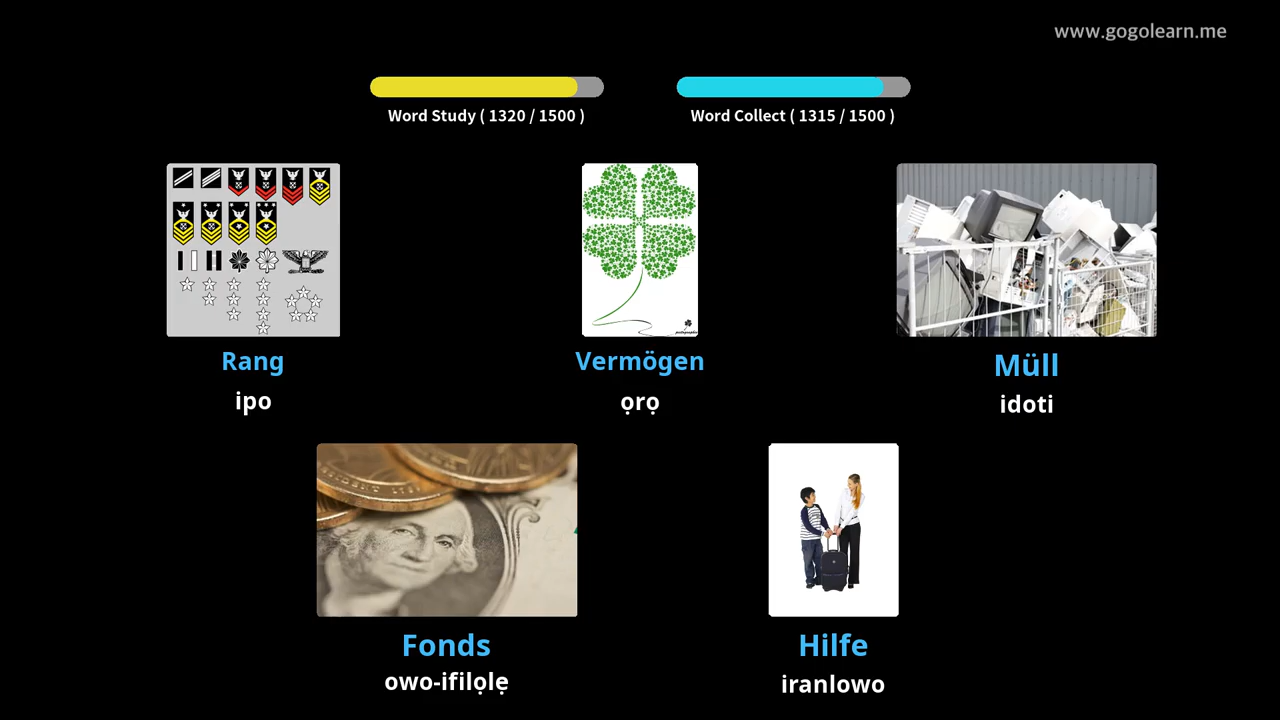 www.gogolearn.me
Word Study ( 1320 / 1500 )
Word Collect ( 1315 / 1500 )
Rang
ipo
Vermögen
ọrọ
Müll
idoti
Fonds
owo-ifilọlẹ
Hilfe
iranlowo